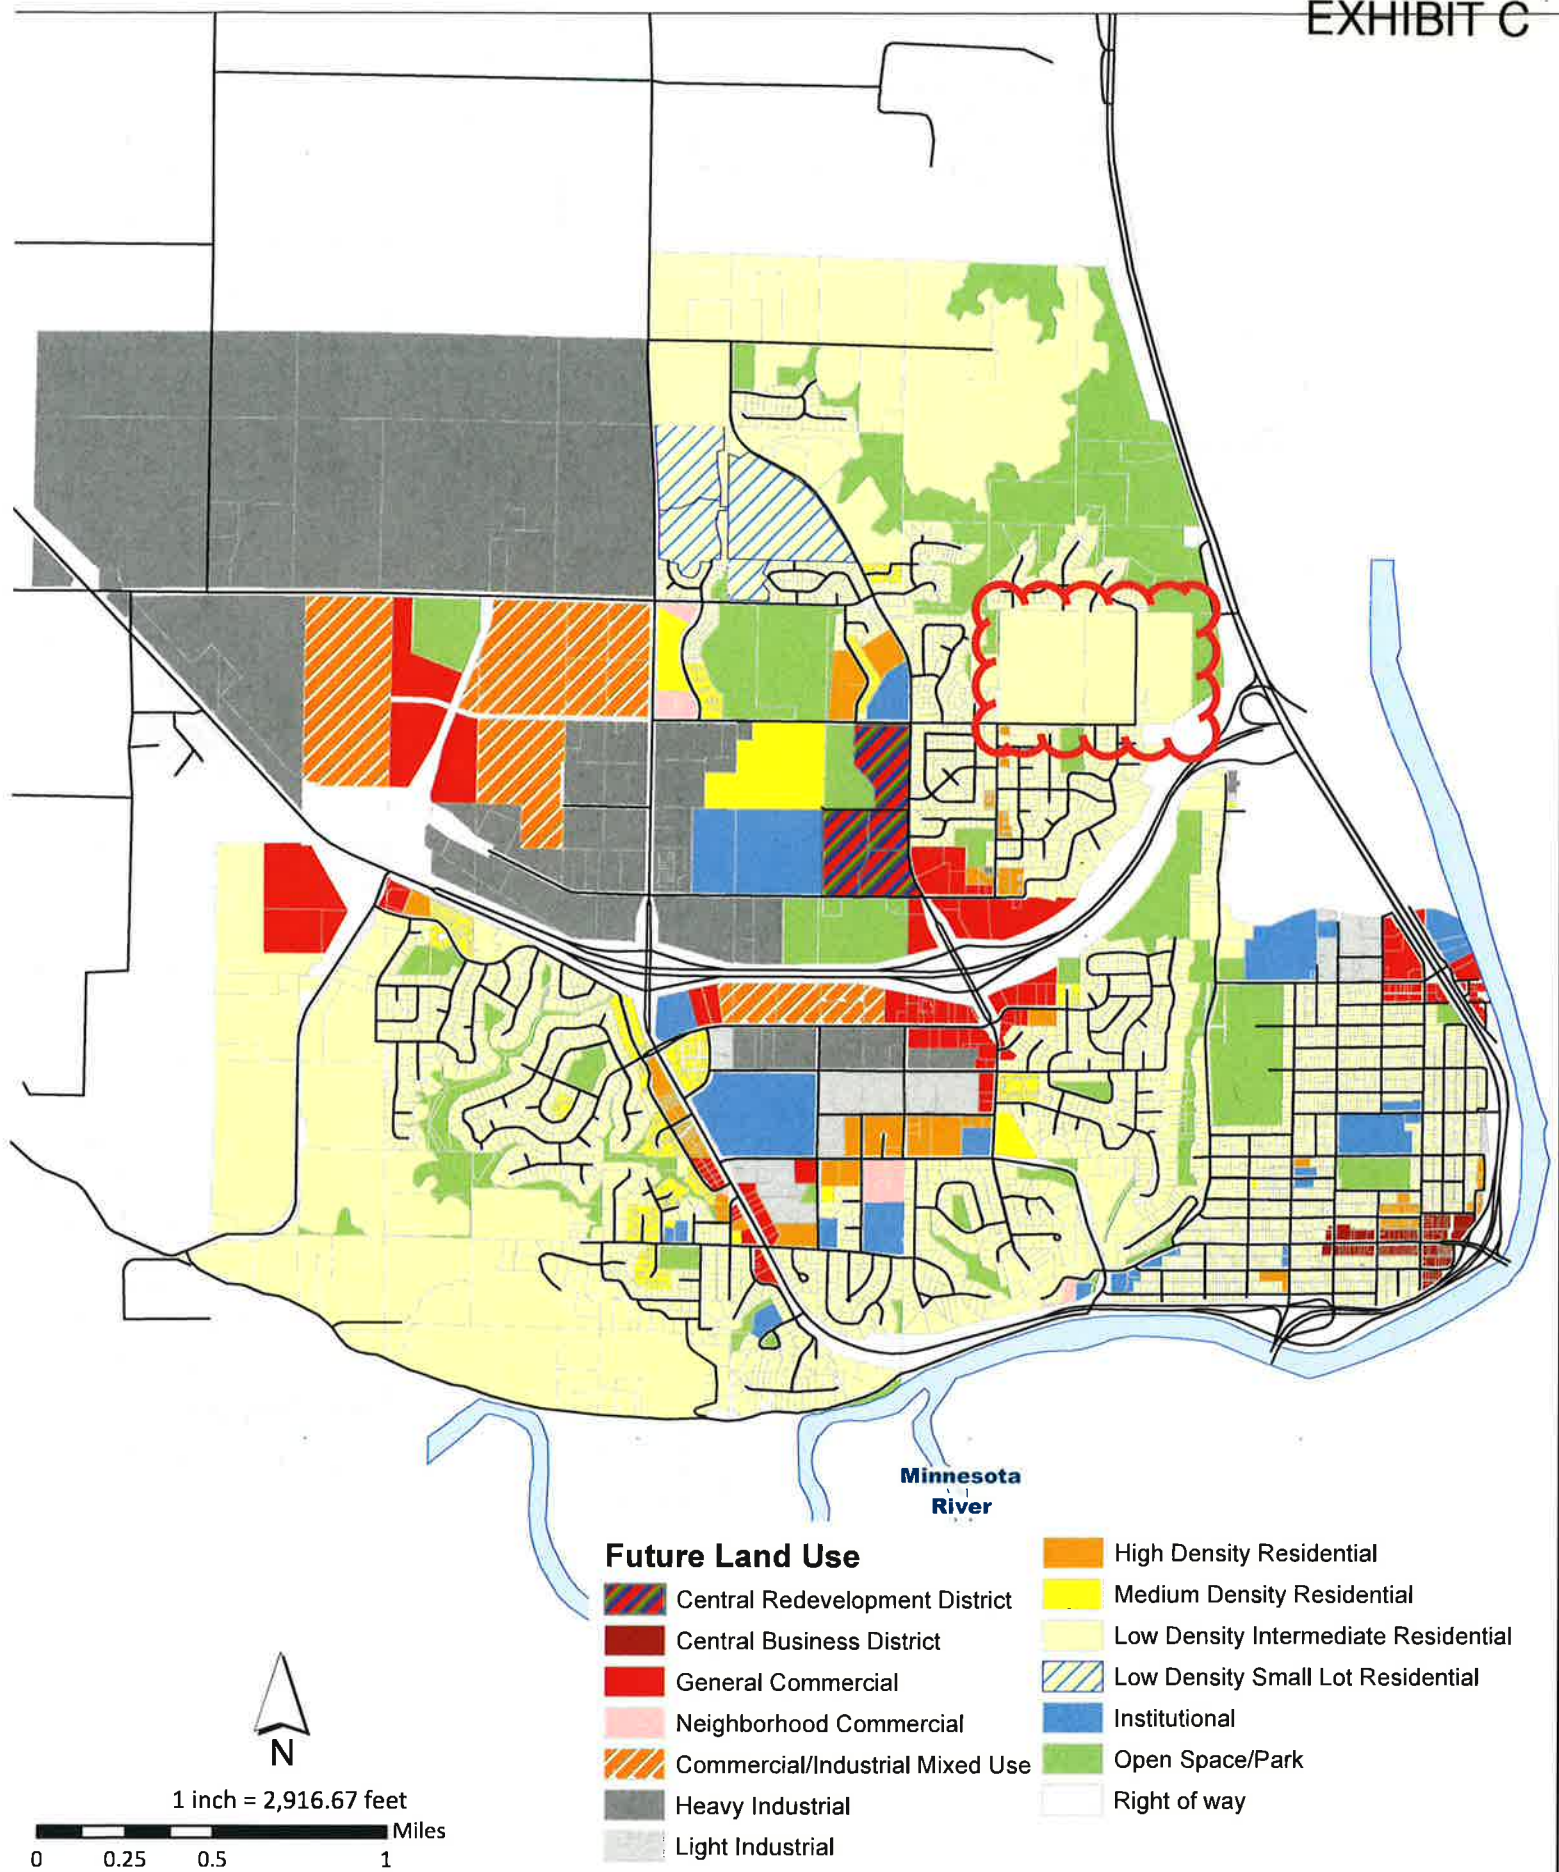 EXHIBIT C
Minnesota
River
Future Land Use
Central Redevelopment District
Central Business District
General Commercial
Neighborhood Commercial
Commercial/Industrial Mixed Use
Heavy Industrial
Light Industrial
High Density Residential
Medium Density Residential
Low Density Intermediate Residential
Low Density Small Lot Residential
Institutional
Open Space/Park
Right of way
N
1 inch = 2,916.67 feet
Miles
0 0.25 0.5 1